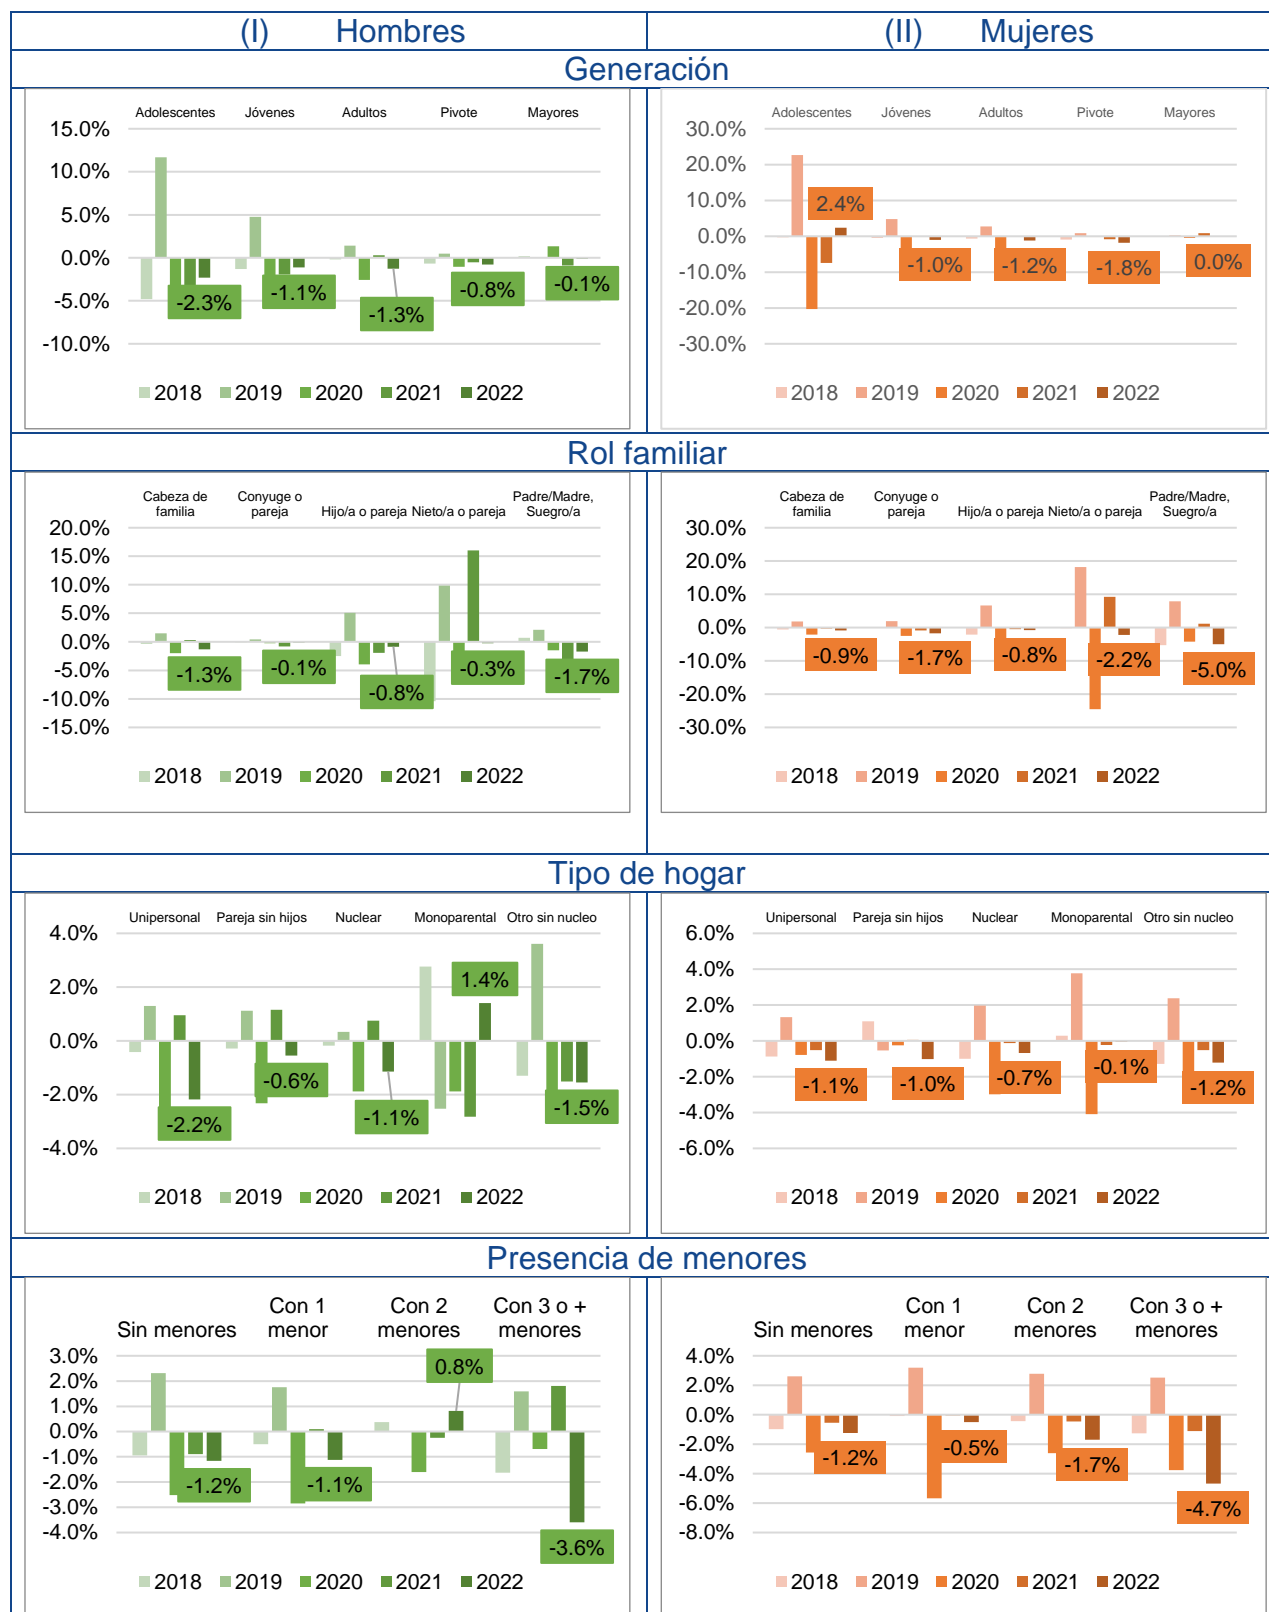 (I) Hombres
(II) Mujeres
Generación
Adolescentes Jóvenes Adultos Pivote Mayores
15.0%
10.0%
5.0%
0.0%
-5.0%
-10.0%
-2.3% -1.1% -1.3% -0.8% -0.1%
2018 2019 2020 2021 2022
Adolescentes Jóvenes Adultos Pivote Mayores
30.0%
20.0%
10.0%
0.0%
-10.0%
-20.0%
-30.0%
2.4% -1.0% -1.2% -1.8% 0.0%
2018 2019 2020 2021 2022
Rol familiar
Cabeza de familia
Conyuge o pareja
Hijo/a o pareja
Nieto/a o pareja
Padre/Madre, Suegro/a
20.0%
15.0%
10.0%
5.0%
0.0%
-5.0%
-10.0%
-15.0%
-1.3% -0.1% -0.8% -0.3% -1.7%
2018 2019 2020 2021 2022
Cabeza de familia
Conyuge o pareja
Hijo/a o pareja
Nieto/a o pareja
Padre/Madre, Suegro/a
30.0%
20.0%
10.0%
0.0%
-10.0%
-20.0%
-30.0%
-0.9% -1.7% -0.8% -2.2% -5.0%
2018 2019 2020 2021 2022
Tipo de hogar
Unipersonal Pareja sin hijos Nuclear Monoparental Otro sin nucleo
4.0%
2.0%
0.0%
-2.0%
-4.0%
-2.2% -0.6% -1.1% 1.4% -1.5%
2018 2019 2020 2021 2022
Unipersonal Pareja sin hijos Nuclear Monoparental Otro sin nucleo
6.0%
4.0%
2.0%
0.0%
-2.0%
-4.0%
-6.0%
-1.1% -1.0% -0.7% -0.1% -1.2%
2018 2019 2020 2021 2022
Presencia de menores
Sin menores
Con 1 menor
Con 2 menores
Con 3 o + menores
3.0%
2.0%
1.0%
0.0%
-1.0%
-2.0%
-3.0%
-4.0%
-1.2% -1.1% 0.8% -3.6%
2018 2019 2020 2021 2022
Sin menores
Con 1 menor
Con 2 menores
Con 3 o + menores
4.0%
2.0%
0.0%
-2.0%
-4.0%
-6.0%
-8.0%
-1.2% -0.5% -1.7% -4.7%
2018 2019 2020 2021 2022